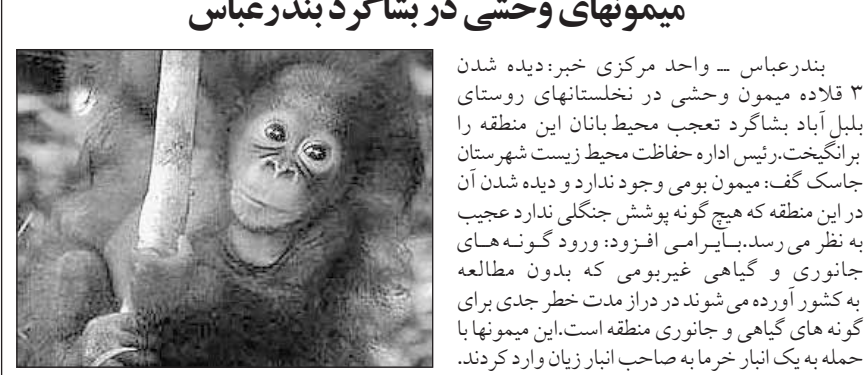 میمونهای وحشی در بشاگرد بندرعباس
بندرعباس ــ واحد مرکزی خبر:دیده شدن
۳ قلاده میمون وحشی در نخلستانهای روستای
بلبل آباد بشاگرد تعجب محیط بانان این منطقه را
برانگیخت.رئیس اداره حفاظت محیط زیست شهرستان
جاسک گف: میمون بومی وجود ندارد و دیده شدن آن
در این منطقه که هیچ گونه پوشش جنگلی ندارد عجیب
به نظر می رسد.بـایـرامـی افـزود: ورود گـونـه هـای
جانوری و گیاهی غیربومی که بدون مطالعه
به کشور آورده می شوند در دراز مدت خطر جدی برای
گونه های گیاهی و جانوری منطقه است.این میمونها با
حمله به یک انبار خرما به صاحب انبار زیان وارد کردند.